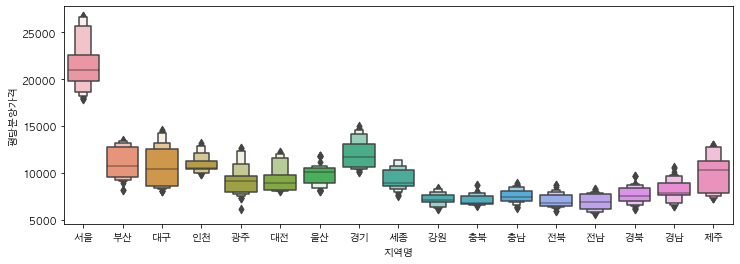 25000
20000
15000
10000
5000
평당분양가격
서울 부산 대구 인천 광주 대전 울산 경기 세종 강원 충북 충남 전북 전남 경북 경남 제주
지역명